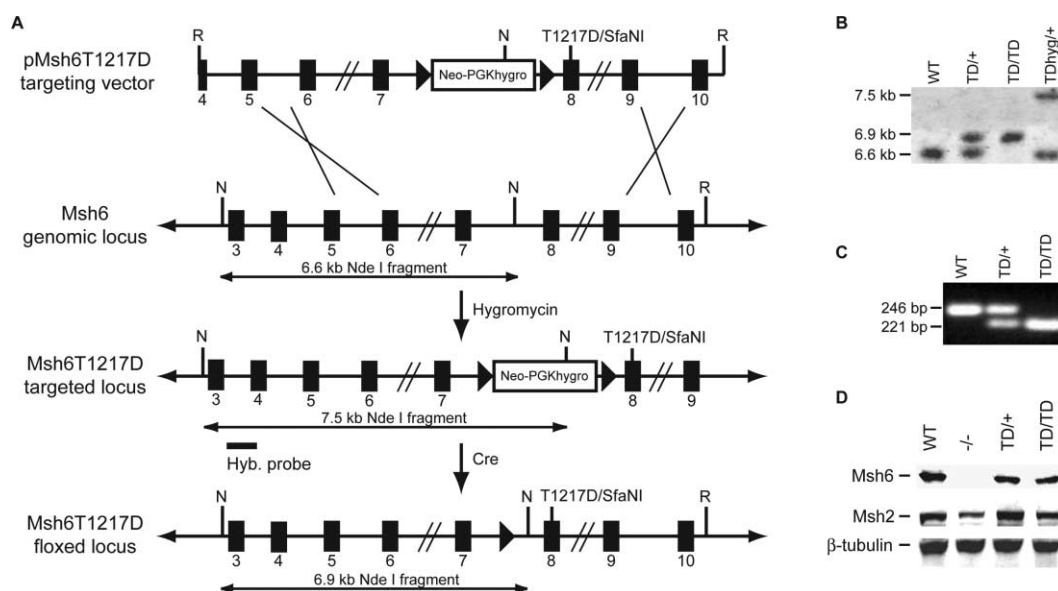 A
R
N
T1217D/SfaNI
R
pMsh6T1217D
targeting vector
Neo-PGKhygro
4 5 6 7 8 9 10
N
N
R
Msh6
genomic locus
3 4 5 6 7 8 9 10
6.6 kb Nde I fragment
Hygromycin
N
N
T1217D/SfaNI
Msh6T1217D
targeted locus
Neo-PGKhygro
3 4 5 6 7 8 9
7.5 kb Nde I fragment
Hyb. probe
Cre
N
N T1217D/SfaNI
R
Msh6T1217D
floxed locus
3 4 5 6 7 8 9 10
6.9 kb Nde I fragment
B
WT TD/+ TD/TD TDhyg/+
7.5 kb
6.9 kb
6.6 kb
C
WT TD/+ TD/TD
246 bp
221 bp
D
WT -/- TD/+ TD/TD
Msh6
Msh2
β-tubulin